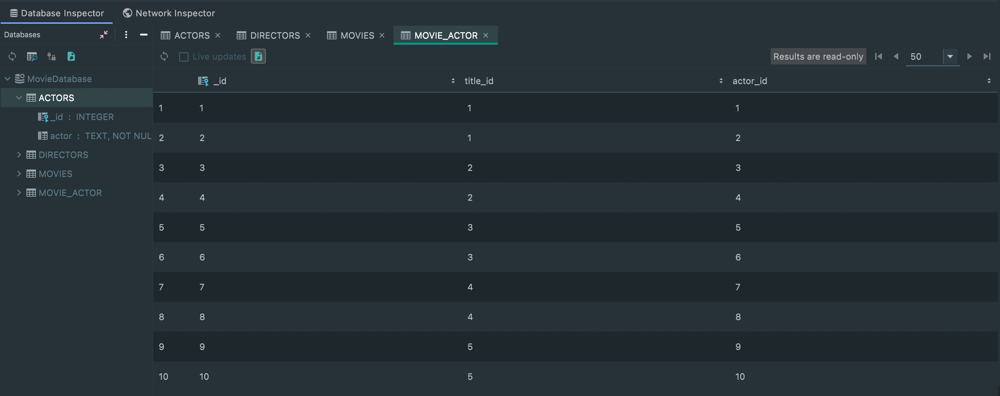 Database Inspector Network Inspector
Databases
ACTORS DIRECTORS MOVIES MOVIE_ACTOR
Live updates Results are read-only 50
MovieDatabase
ACTORS
_id : INTEGER
actor : TEXT, NOT NUL
DIRECTORS
MOVIES
MOVIE_ACTOR
_id title_id actor_id
1 1 1 1
2 2 1 2
3 3 2 3
4 4 2 4
5 5 3 5
6 6 3 6
7 7 4 7
8 8 4 8
9 9 5 9
10 10 5 10